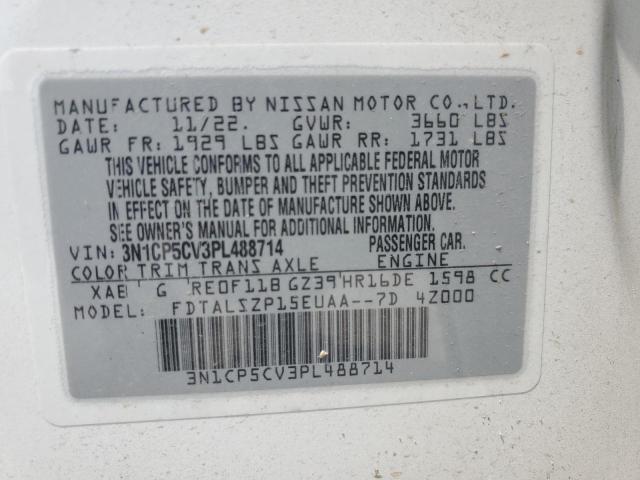 MANUFACTURED BY NISSAN MOTOR CO., LTD.
DATE: 11/22. GVWR: 3660 LBS
GAWR FR: 1929 LBS GAWR RR: 1731 LBS
THIS VEHICLE CONFORMS TO ALL APPLICABLE FEDERAL MOTOR
VEHICLE SAFETY, BUMPER AND THEFT PREVENTION STANDARDS
IN EFFECT ON THE DATE OF MANUFACTURE SHOWN ABOVE.
SEE OWNER'S MANUAL FOR ADDITIONAL INFORMATION.
VIN: 3N1CP5CV3PL488714 PASSENGER CAR.
COLOR TRIM TRANS AXLE ENGINE
XAB G RE0F11B GZ39 HR16DE 1598 CC
MODEL: FDTALSZP15EUAA--7D 4Z000
3N1CP5CV3PL488714